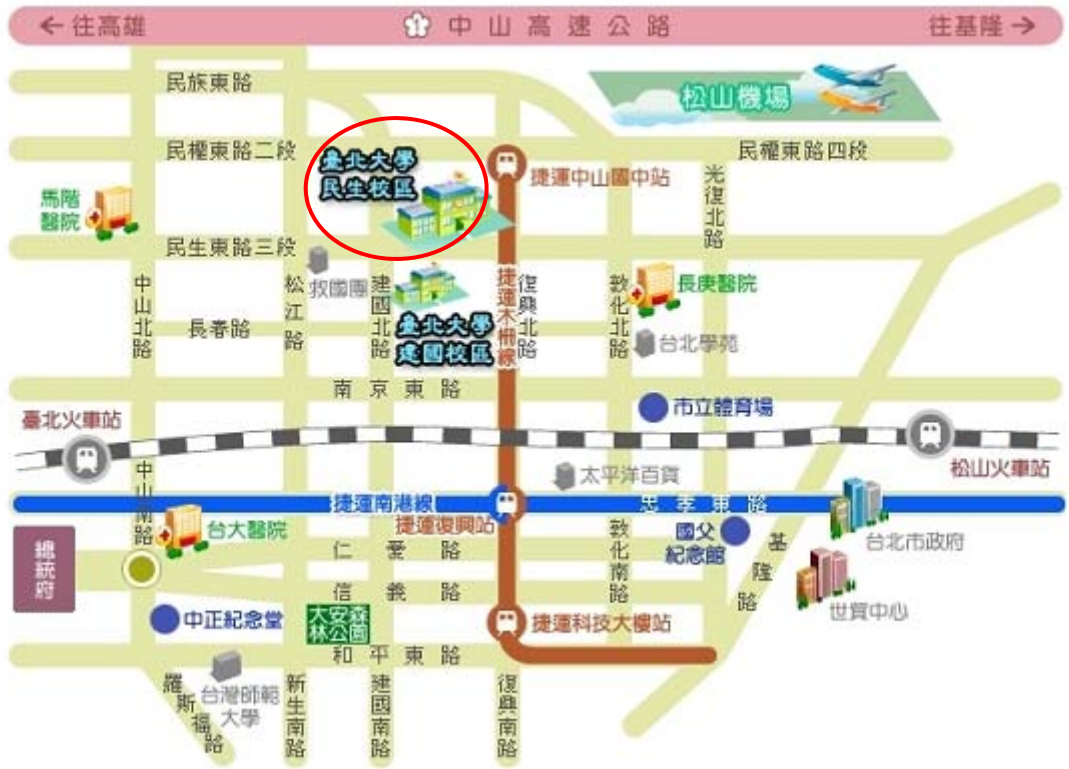 ←往高雄
1 中山高速公路
往基隆→
民族東路
松山機場
民權東路二段
民權東路四段
臺北大學
民生校區
捷運中山國中站
光復北路
馬階
醫院
民生東路三段
救國團
中山北路
松江路
建國北路
捷運木柵線
復興北路
敦化北路
長庚醫院
長春路
臺北大學
建國校區
台北學苑
南京東路
市立體育場
臺北火車站
松山火車站
中山南路
太平洋百貨
捷運南港線
忠孝東路
捷運復興站
台大醫院
國父
紀念館
台北市政府
總統府
仁愛路
敦化南路
基隆路
信義路
世貿中心
中正紀念堂
大安森
林公園
捷運科技大樓站
和平東路
羅斯福路
台灣師範
大學
新生南路
建國南路
復興南路